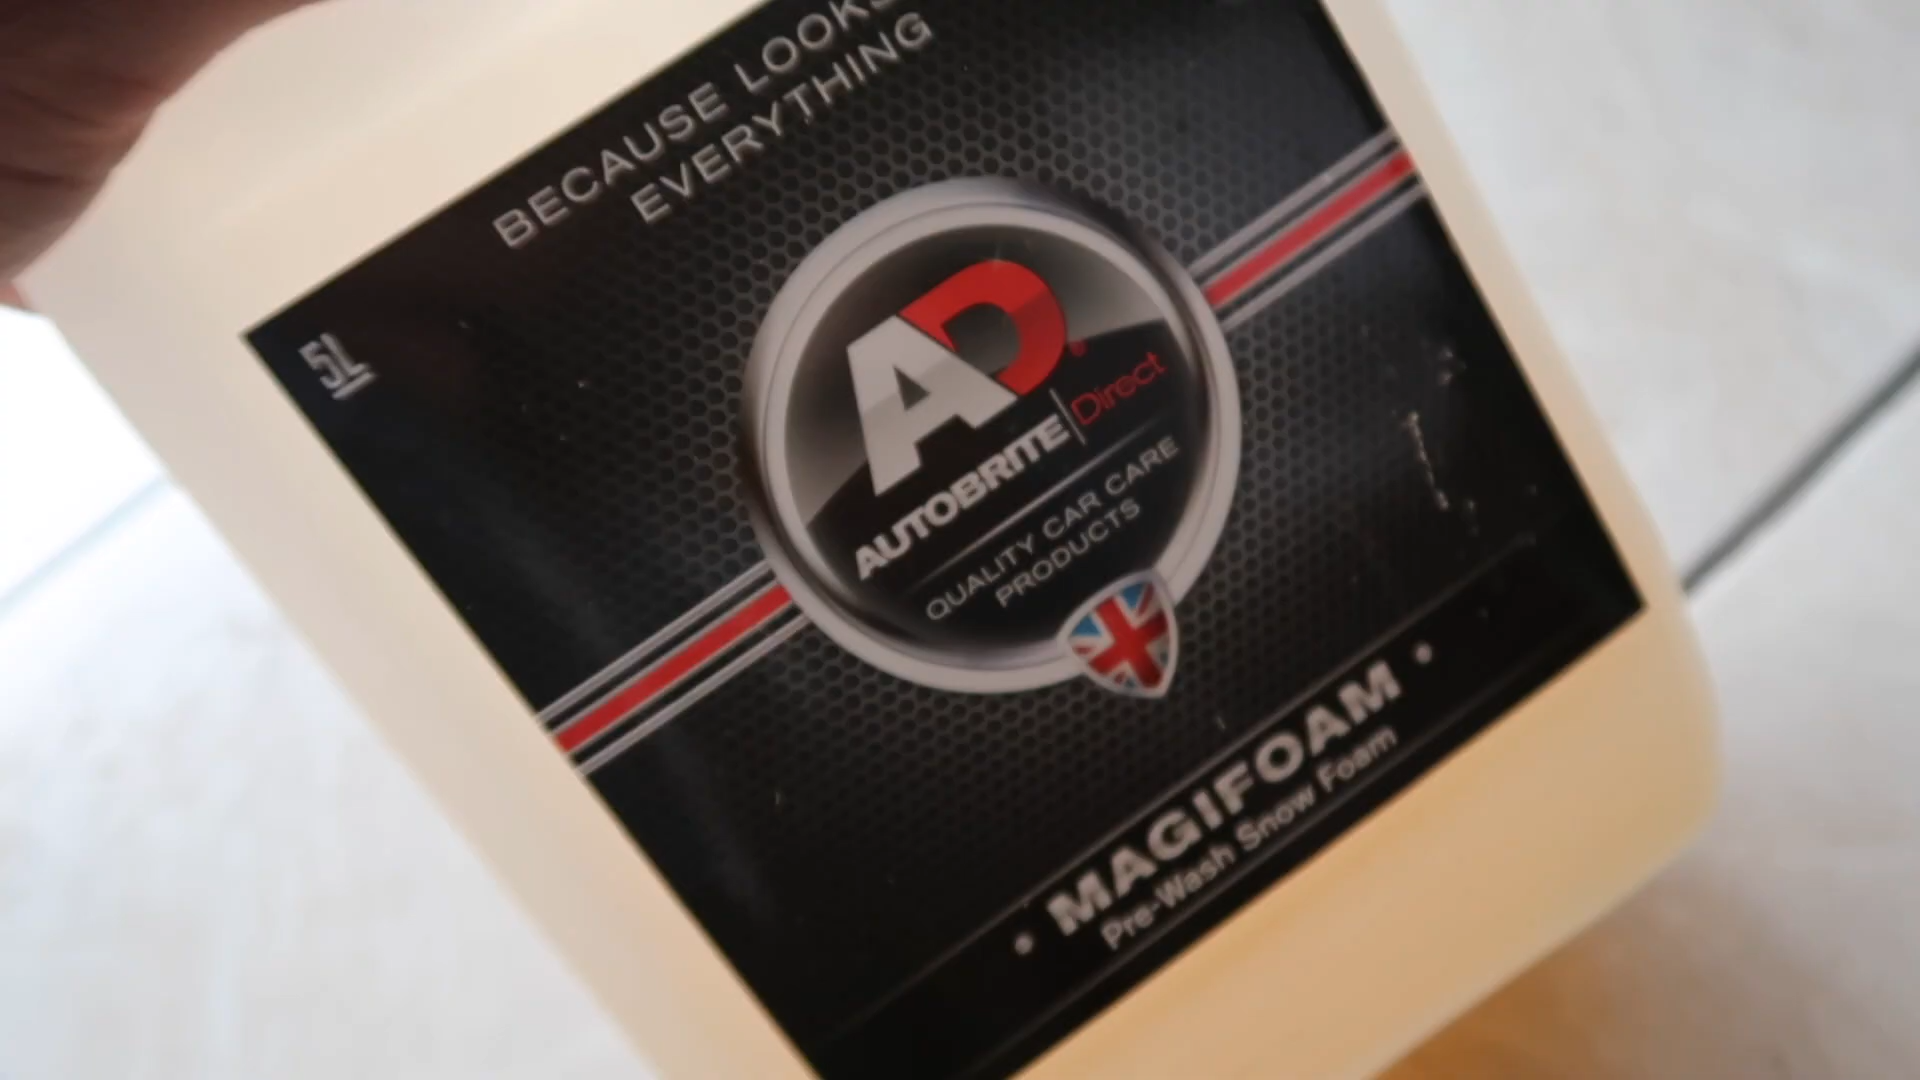 BECAUSE LOOKS
EVERYTHING
5L
AD
AUTOBRITE Direct
QUALITY CAR CARE
PRODUCTS
• MAGIFOAM •
Pre-Wash Snow Foam